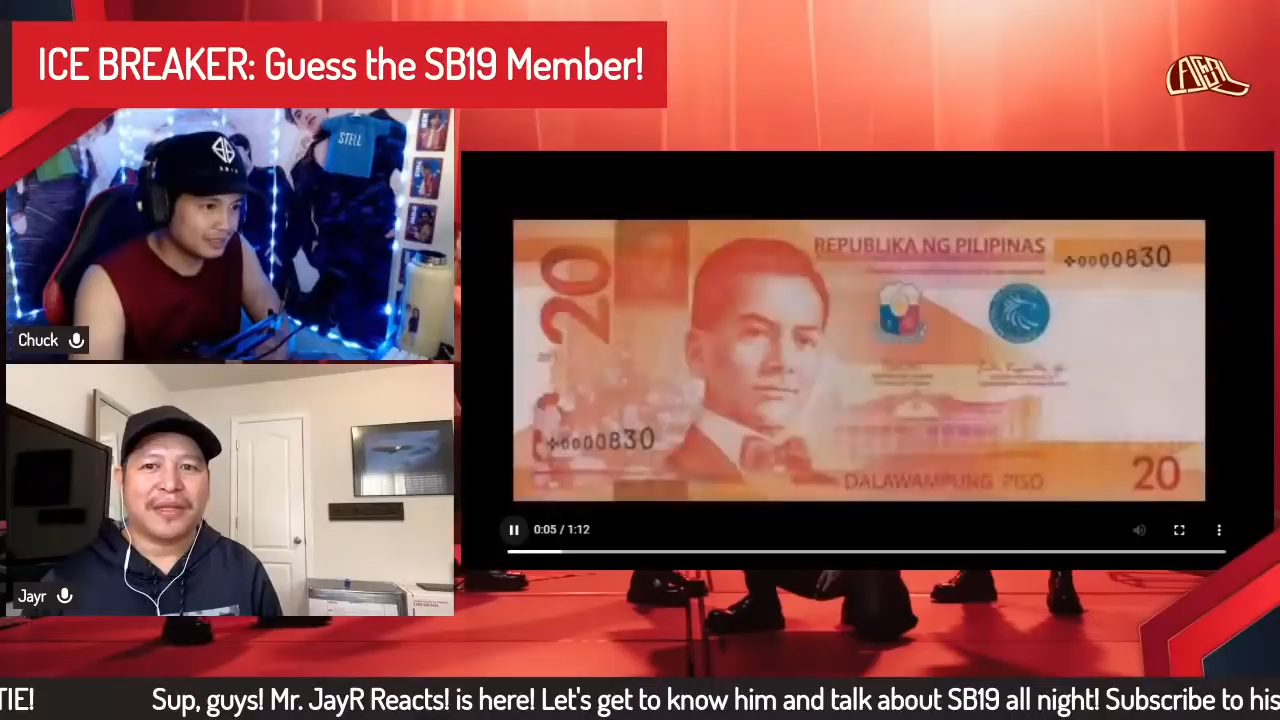 ICE BREAKER: Guess the SB19 Member!
STELL
SB19
Chuck
Jayr
20
REPUBLIKA NG PILIPINAS
0000830
0000830
DALAWAMPUNG PISO
20
0:05 / 1:12
TIE! Sup, guys! Mr. JayR Reacts! is here! Let's get to know him and talk about SB19 all night! Subscribe to his